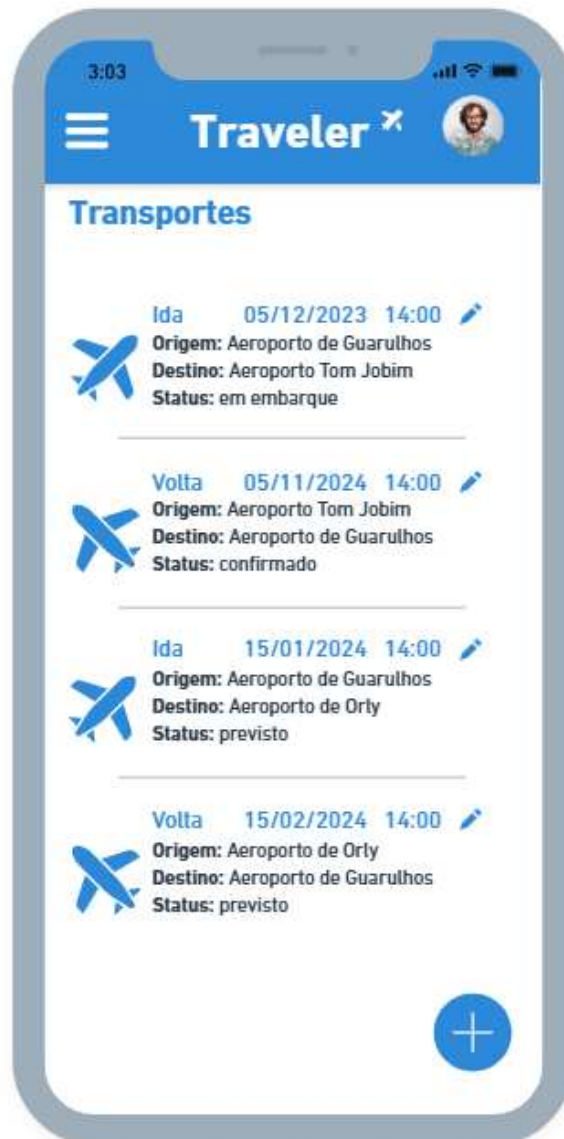 3:03
Traveler
Transportes
Ida 05/12/2023 14:00
Origem: Aeroporto de Guarulhos
Destino: Aeroporto Tom Jobim
Status: em embarque
Volta 05/11/2024 14:00
Origem: Aeroporto Tom Jobim
Destino: Aeroporto de Guarulhos
Status: confirmado
Ida 15/01/2024 14:00
Origem: Aeroporto de Guarulhos
Destino: Aeroporto de Orly
Status: previsto
Volta 15/02/2024 14:00
Origem: Aeroporto de Orly
Destino: Aeroporto de Guarulhos
Status: previsto